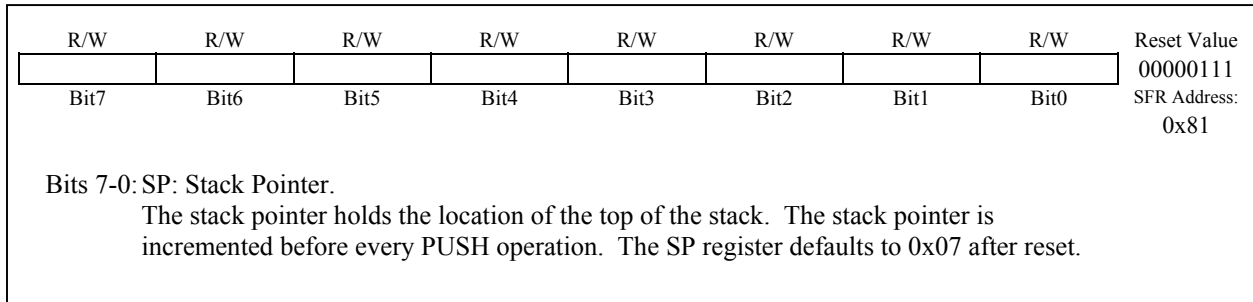 R/W R/W R/W R/W R/W R/W R/W R/W Reset Value
00000111
Bit7 Bit6 Bit5 Bit4 Bit3 Bit2 Bit1 Bit0 SFR Address:
0x81
Bits 7-0: SP: Stack Pointer.
The stack pointer holds the location of the top of the stack. The stack pointer is
incremented before every PUSH operation. The SP register defaults to 0x07 after reset.